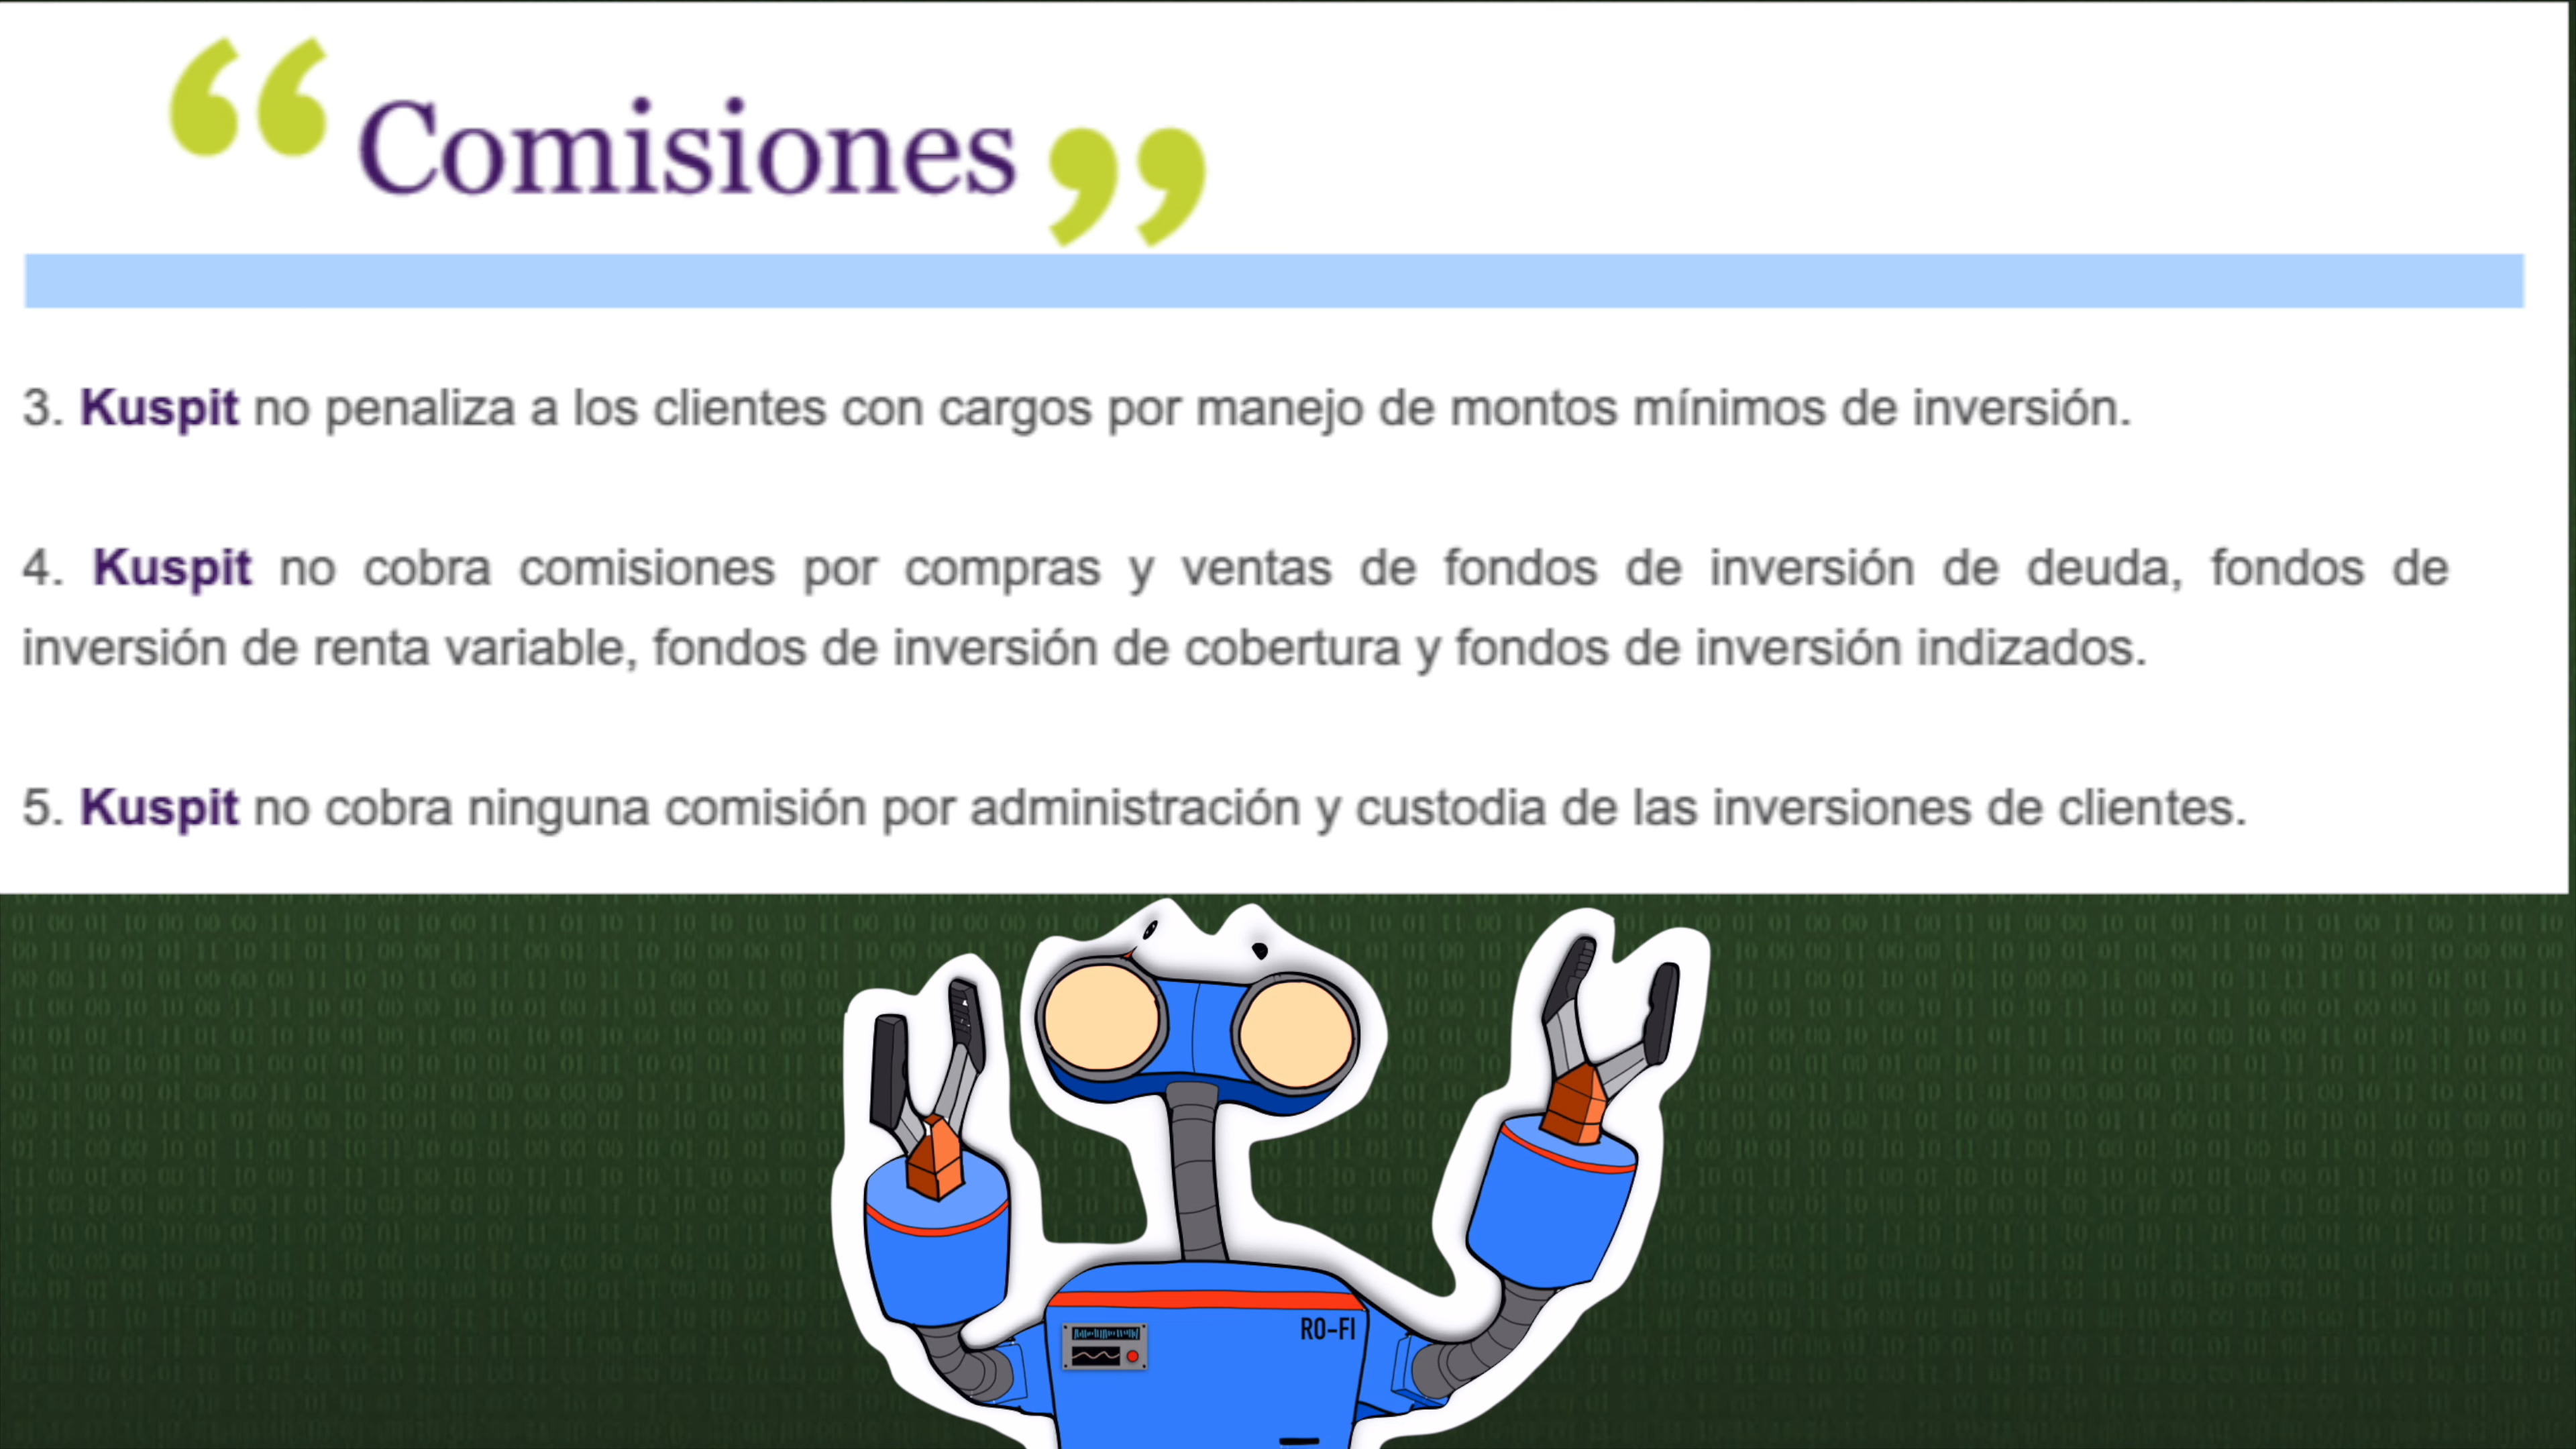 “Comisiones”
3. Kuspit no penaliza a los clientes con cargos por manejo de montos mínimos de inversión.
4. Kuspit no cobra comisiones por compras y ventas de fondos de inversión de deuda, fondos de
inversión de renta variable, fondos de inversión de cobertura y fondos de inversión indizados.
5. Kuspit no cobra ninguna comisión por administración y custodia de las inversiones de clientes.
RO-FI